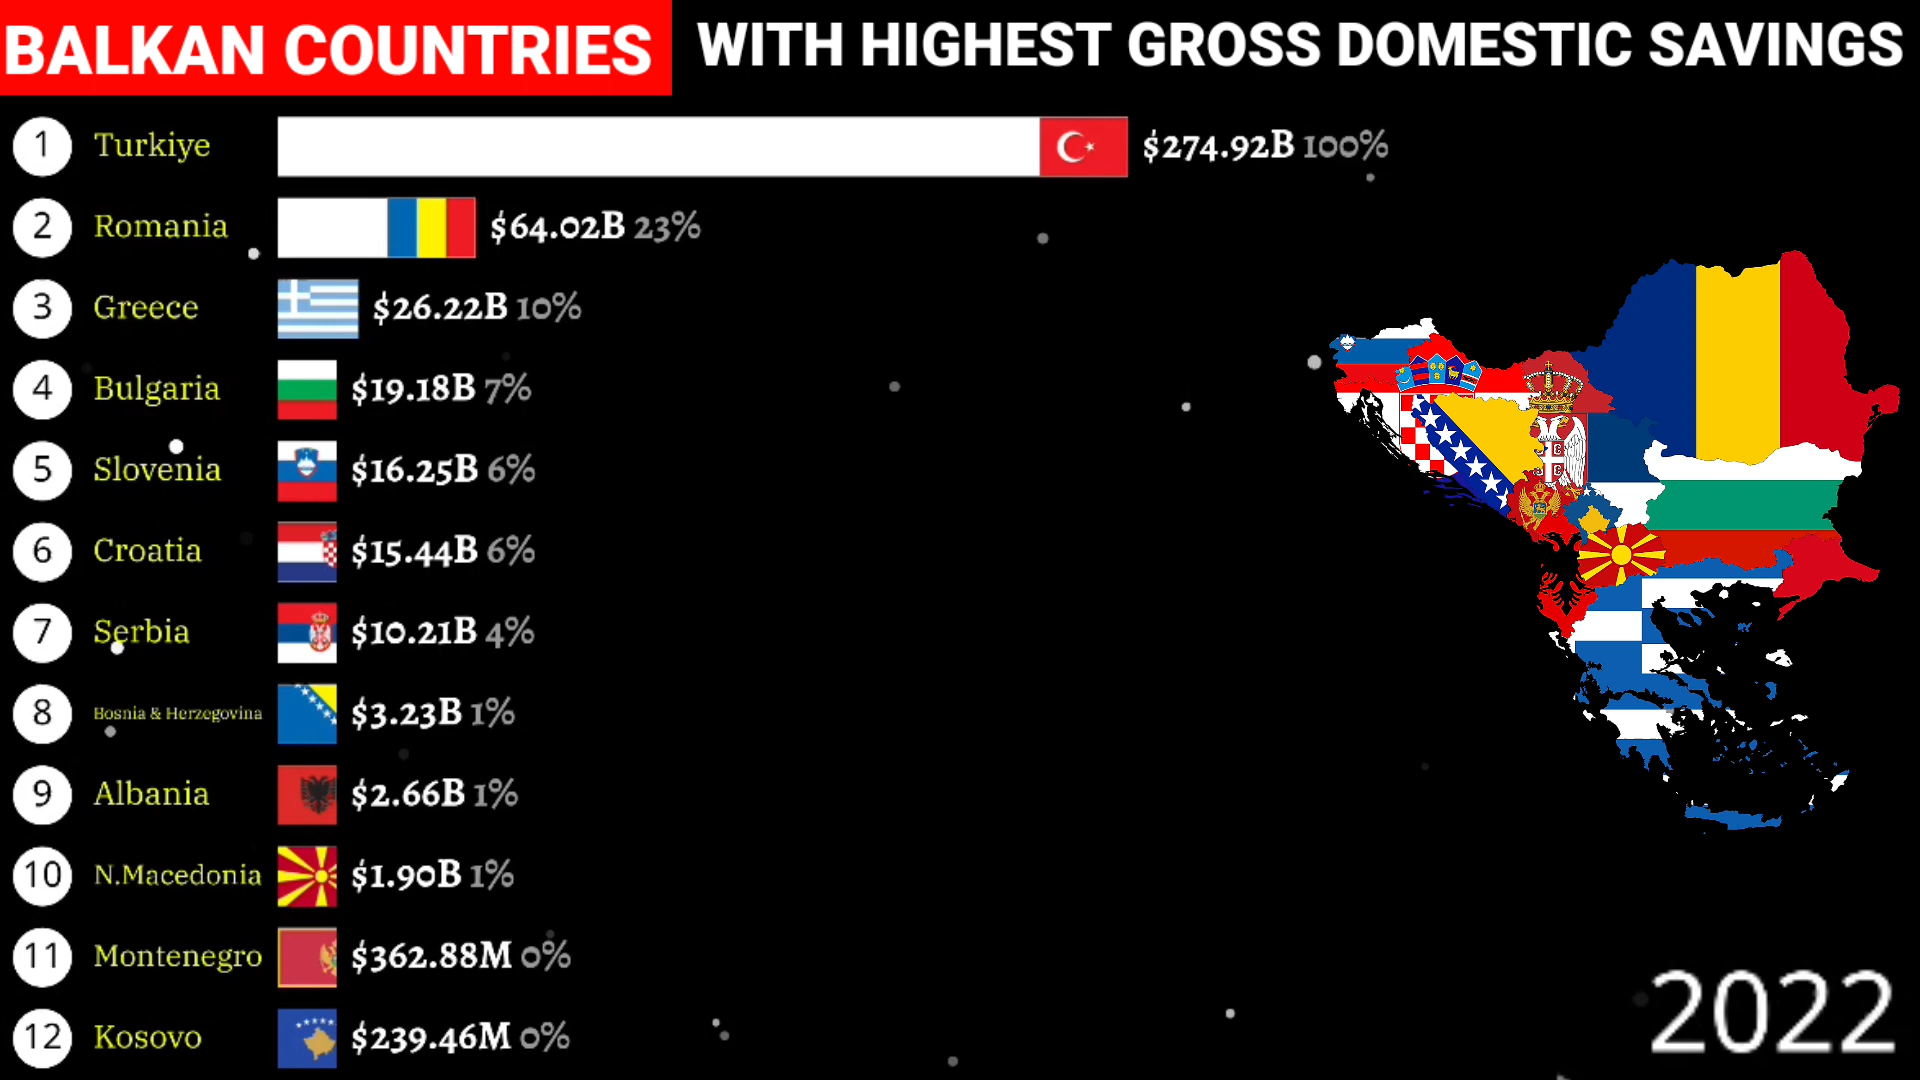 BALKAN COUNTRIES WITH HIGHEST GROSS DOMESTIC SAVINGS
1 Turkiye $274.92B 100%
2 Romania $64.02B 23%
3 Greece $26.22B 10%
4 Bulgaria $19.18B 7%
5 Slovenia $16.25B 6%
6 Croatia $15.44B 6%
7 Serbia $10.21B 4%
8 Bosnia & Herzegovina $3.23B 1%
9 Albania $2.66B 1%
10 N.Macedonia $1.90B 1%
11 Montenegro $362.88M 0%
12 Kosovo $239.46M 0%
2022